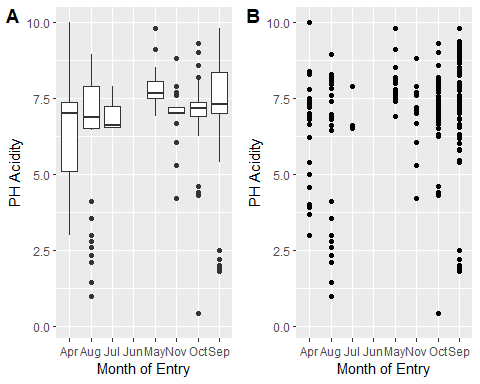 A
PH Acidity
10.0
7.5
5.0
2.5
0.0
Apr Aug Jul Jun May Nov Oct Sep
Month of Entry
B
PH Acidity
10.0
7.5
5.0
2.5
0.0
Apr Aug Jul Jun May Nov Oct Sep
Month of Entry